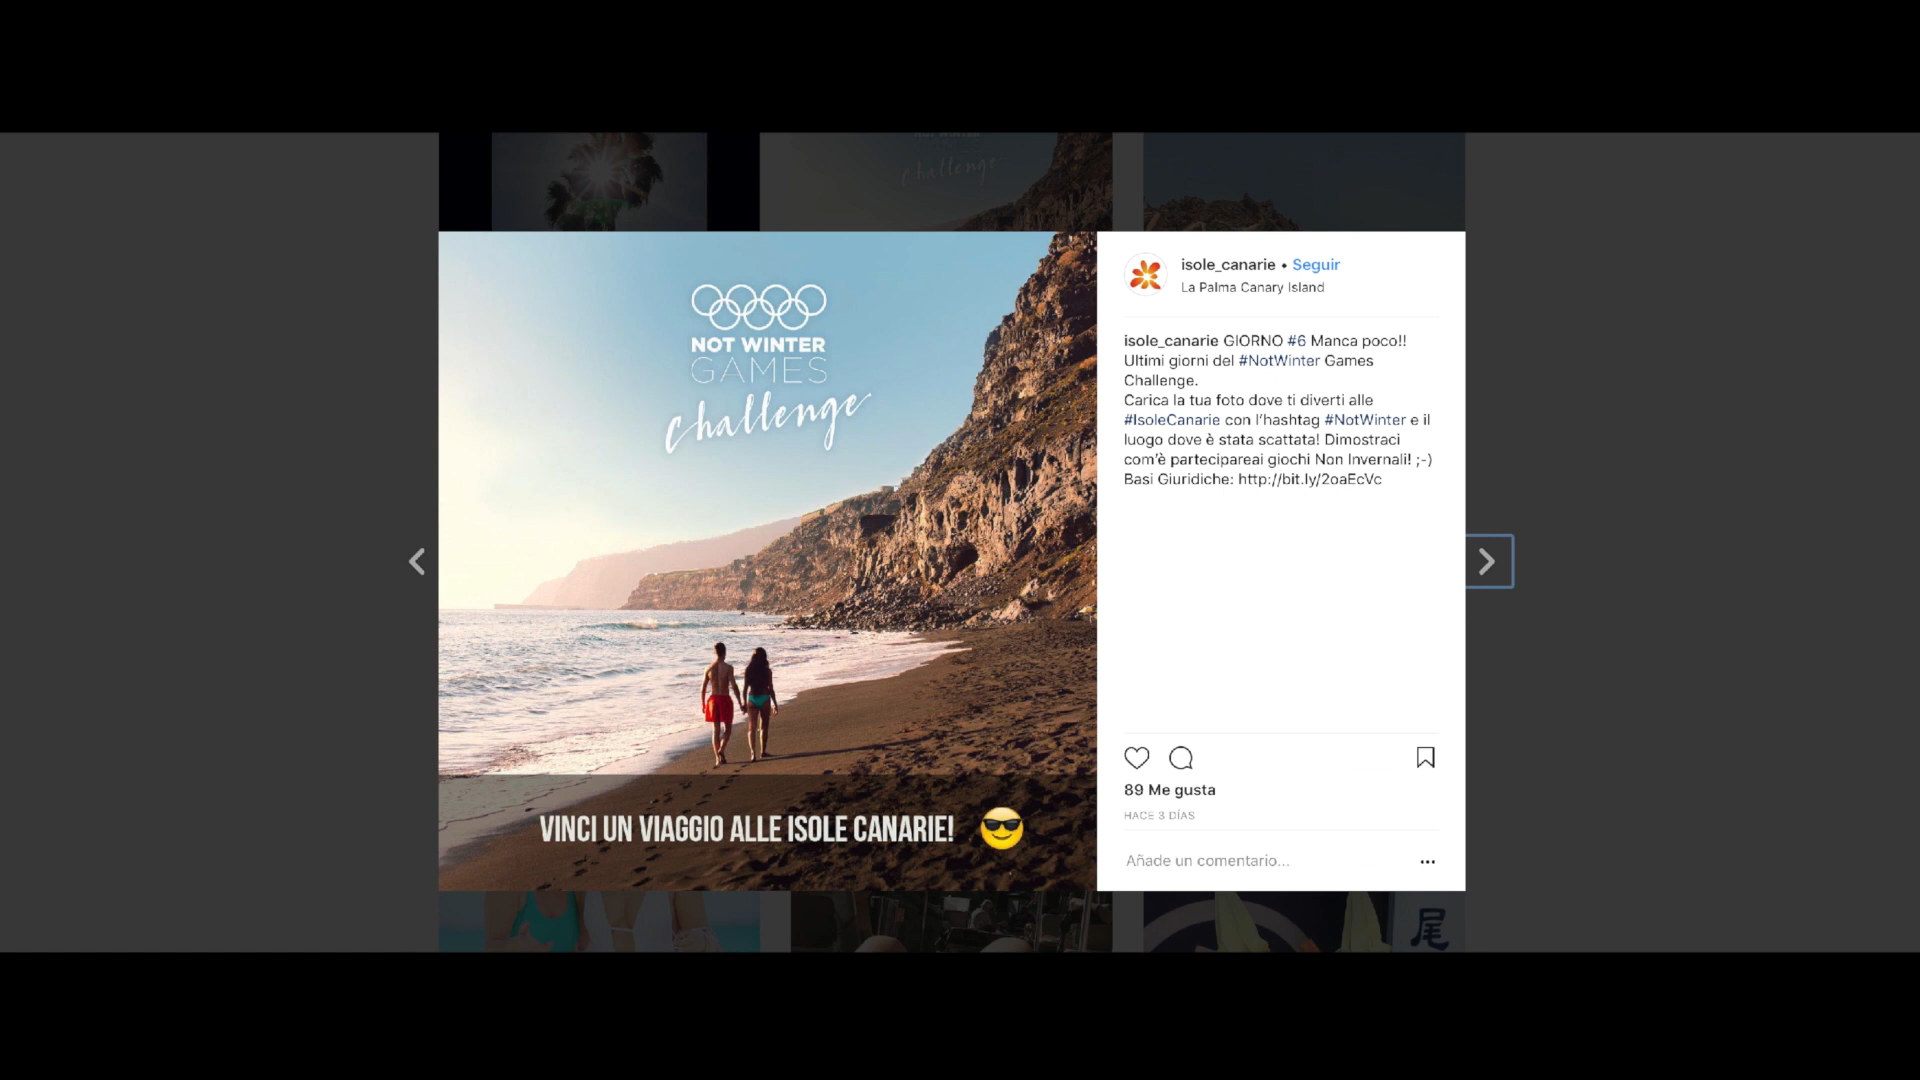 Challenge
NOT WINTER
GAMES
Challenge
VINCI UN VIAGGIO ALLE ISOLE CANARIE!
isole_canarie • Seguir
La Palma Canary Island
isole_canarie GIORNO #6 Manca poco!!
Ultimi giorni del #NotWinter Games
Challenge.
Carica la tua foto dove ti diverti alle
#IsoleCanarie con l'hashtag #NotWinter e il
luogo dove è stata scattata! Dimostraci
com'è partecipareai giochi Non Invernali! ;-)
Basi Giuridiche: http://bit.ly/2oaEcVc
89 Me gusta
HACE 3 DÍAS
Añade un comentario...
尾